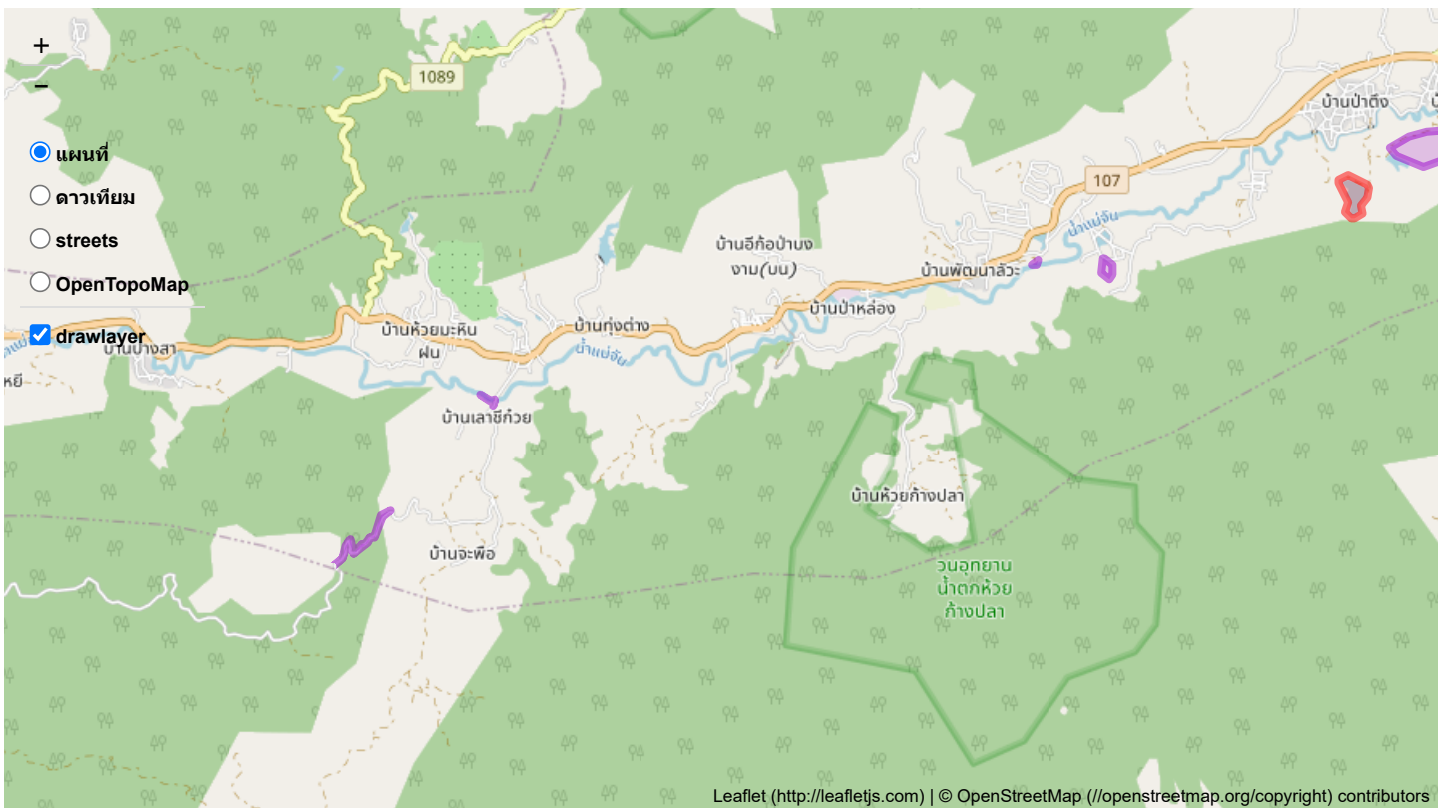 +
−
แผนที่
ดาวเทียม
streets
OpenTopoMap
drawlayer
1089
บ้านป่าตึง
107
น้ำแม่จัน
บ้านอีก้อป่าบง
งาม(บน)
บ้านพัฒนาลัวะ
บ้านป่าหล่อง
บ้านห้วยมะหิน
ฝน
บ้านทุ่งต่าง
น้ำแม่จัน
บ้านปางสา
หยี
บ้านเลาชีก๋วย
บ้านห้วยก้างปลา
บ้านจะพือ
วนอุทยาน
น้ำตกห้วย
ก้างปลา
Leaflet (http://leafletjs.com) | © OpenStreetMap (//openstreetmap.org/copyright) contributors